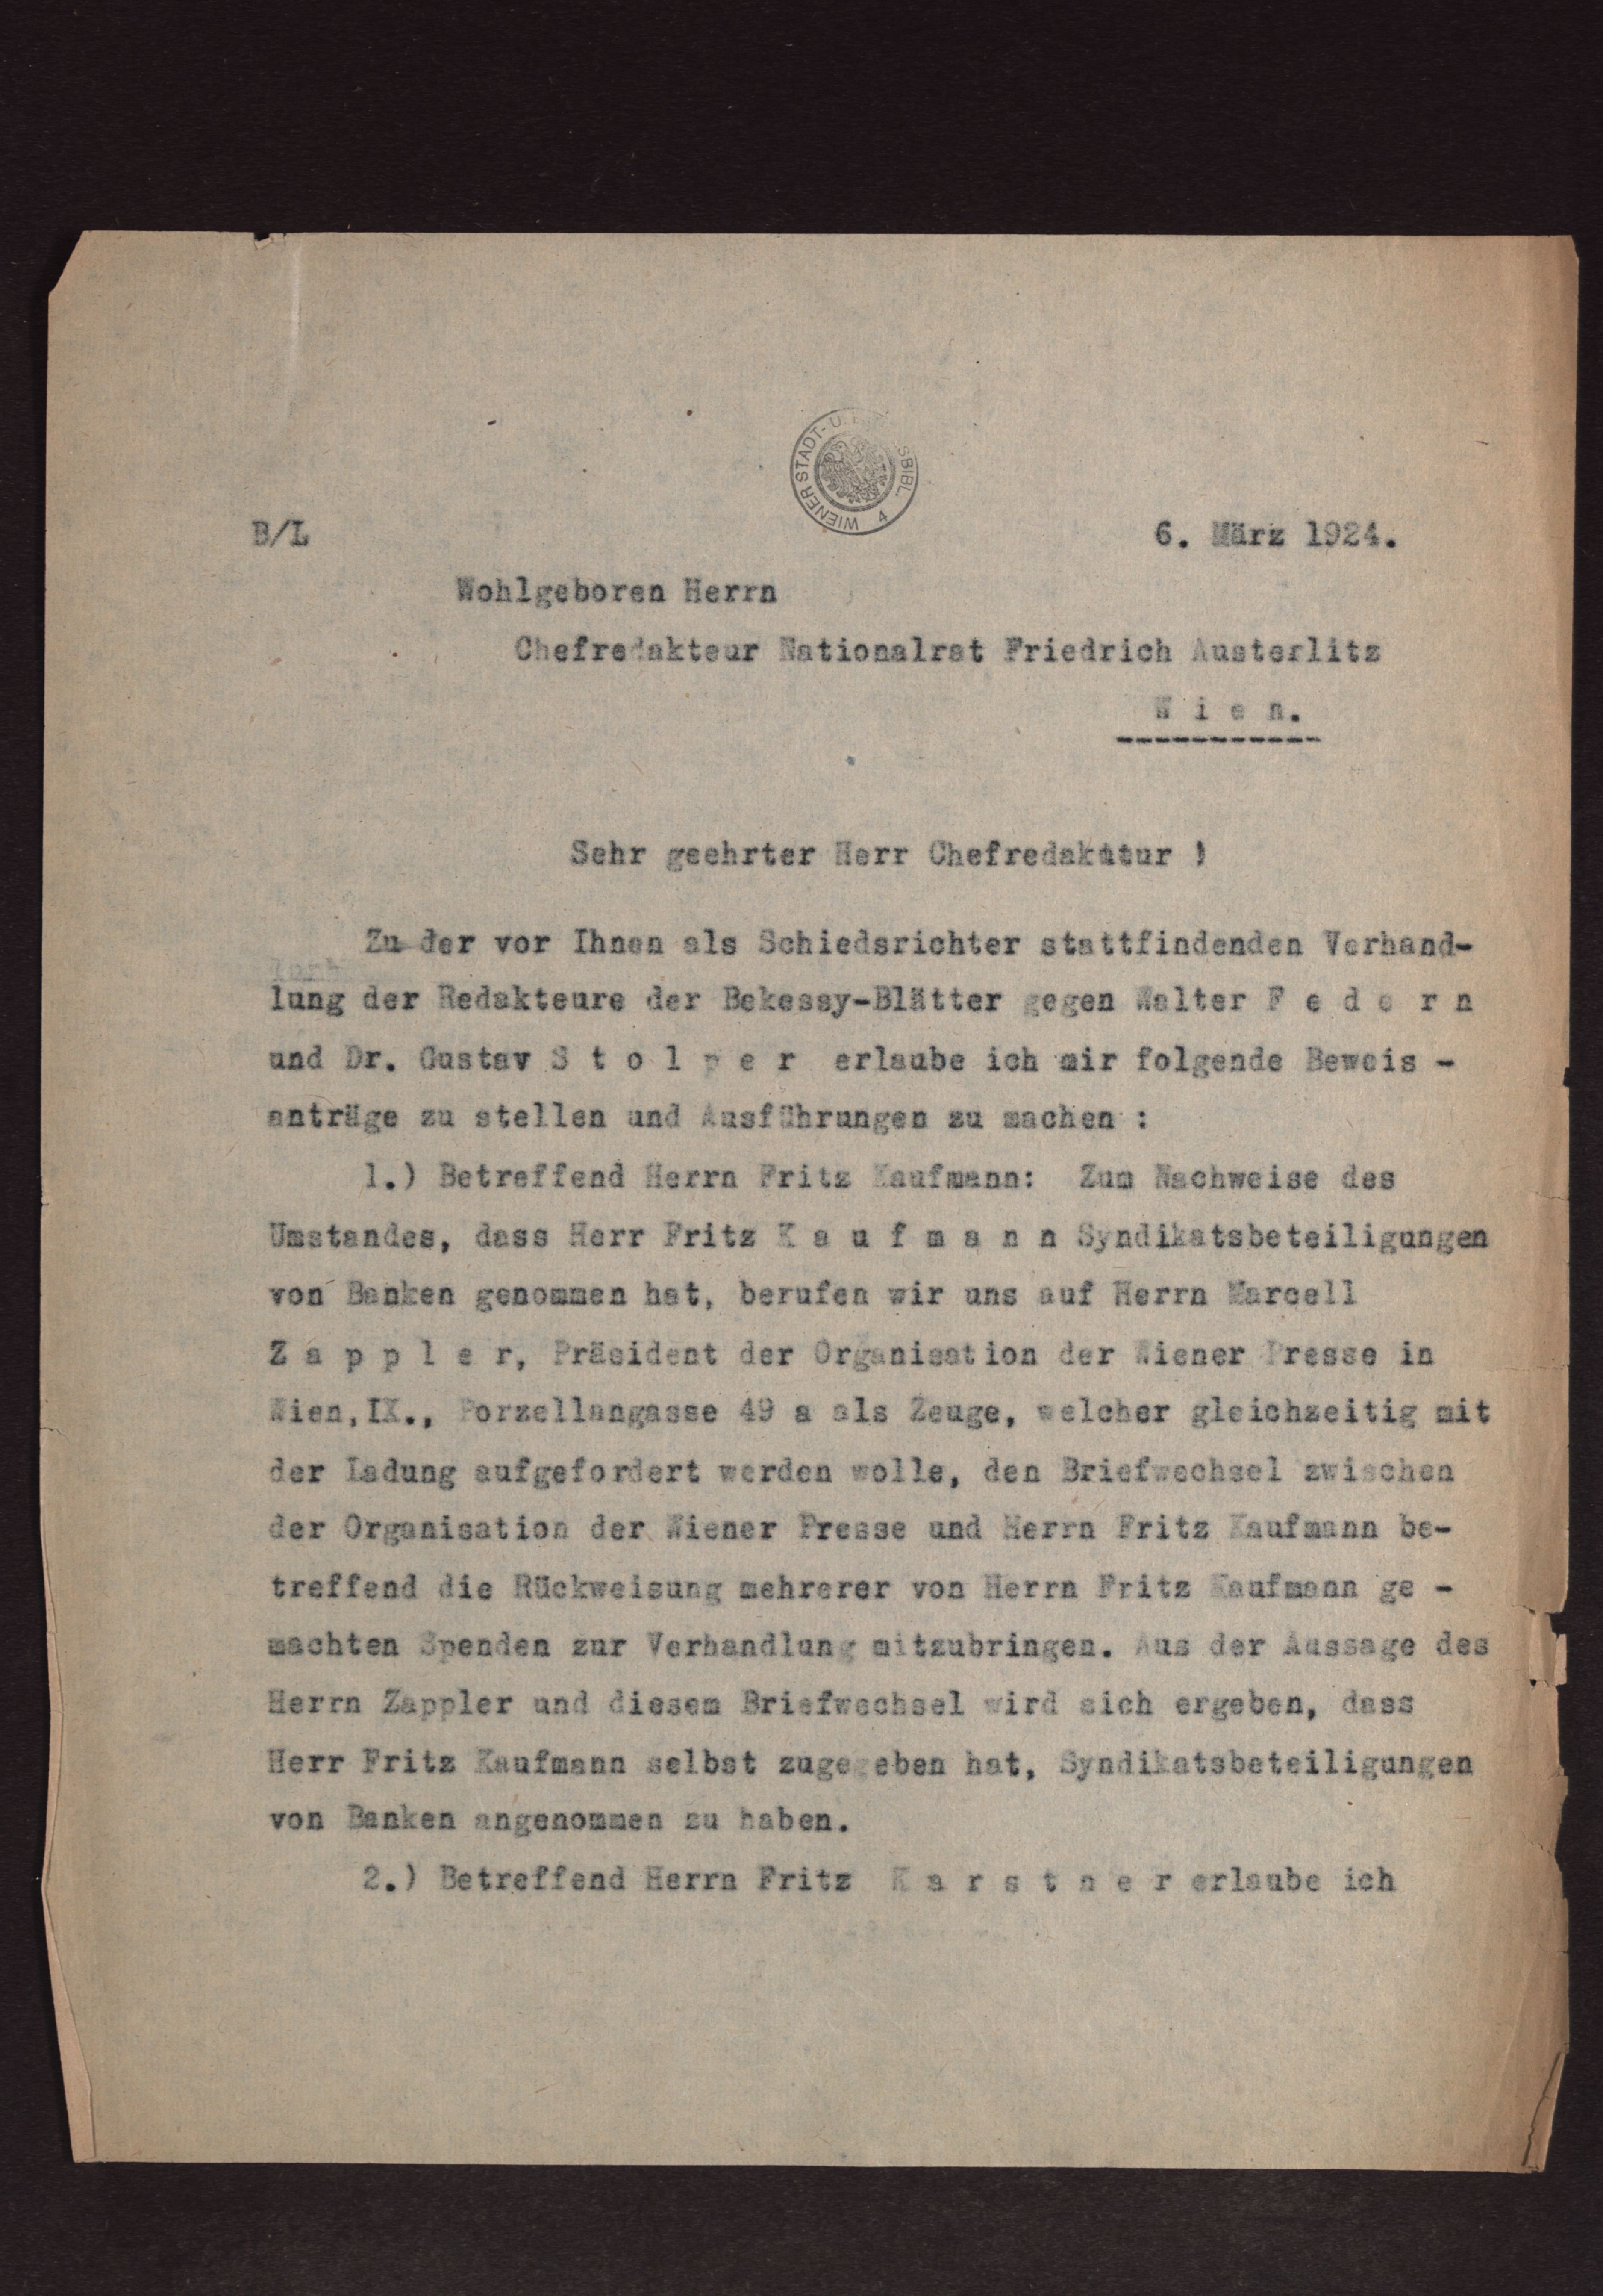 B/L
6. März 1924.
Wohlgeboren Herrn
Chefredakteur Nationalrat Friedrich Austerlitz
W i e n.
Sehr geehrter Herr Chefredakteur !
Zu der vor Ihnen als Schiedsrichter stattfindenden Verhand-
lung der Redakteure der Bekessy-Blätter gegen Walter F e d e r n
und Dr. Gustav S t o l p e r erlaube ich mir folgende Beweis -
anträge zu stellen und Ausführungen zu machen :
1.) Betreffend Herrn Fritz Kaufmann: Zum Nachweise des
Umstandes, dass Herr Fritz K a u f m a n n Syndikatsbeteiligungen
von Banken genommen hat, berufen wir uns auf Herrn Marcell
Z a p p l e r, Präsident der Organisation der Wiener Presse in
Wien,IX., Porzellangasse 49 a als Zeuge, welcher gleichzeitig mit
der Ladung aufgefordert werden wolle, den Briefwechsel zwischen
der Organisation der Wiener Presse und Herrn Fritz Kaufmann be-
treffend die Rückweisung mehrerer von Herrn Fritz Kaufmann ge -
machten Spenden zur Verhandlung mitzubringen. Aus der Aussage des
Herrn Zappler und diesem Briefwechsel wird sich ergeben, dass
Herr Fritz Kaufmann selbst zugegeben hat, Syndikatsbeteiligungen
von Banken angenommen zu haben.
2.) Betreffend Herrn Fritz K a r s t n e r erlaube ich
WIENER STADT-U SBIBL. 4